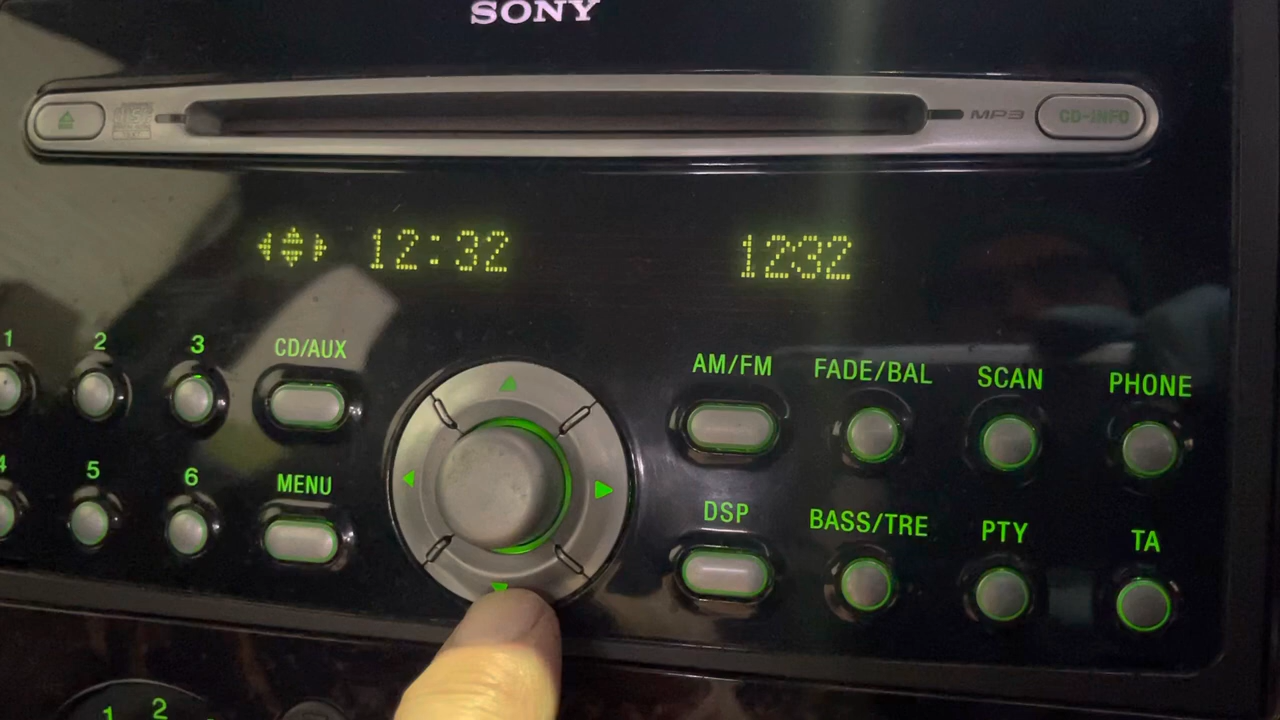 SONY
MP3 CD-INFO
12:32 1232
1 2 3 CD/AUX AM/FM FADE/BAL SCAN PHONE
4 5 6 MENU DSP BASS/TRE PTY TA
1 2